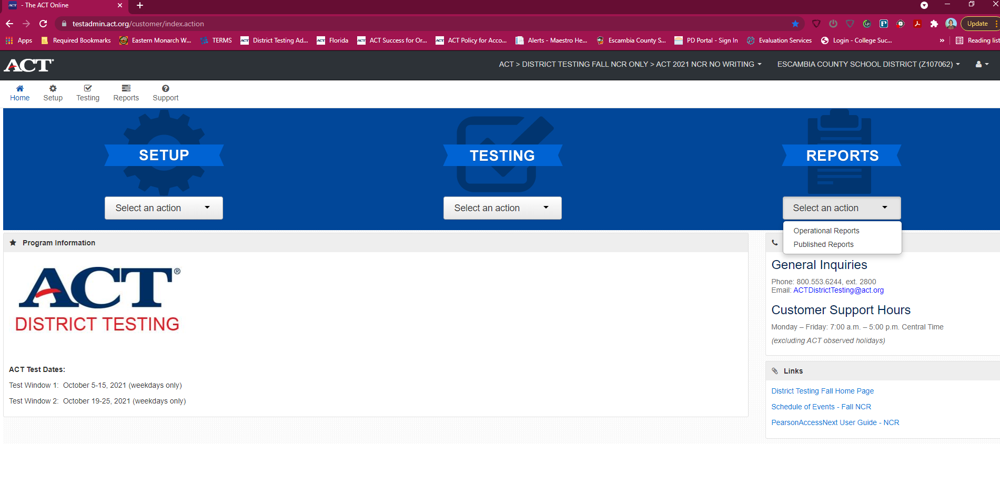 - The ACT Online
testadmin.act.org/customer/index.action
Update
Apps
Required Bookmarks
Eastern Monarch W...
TERMS
District Testing Ad...
Florida
ACT Success for Or...
ACT Policy for Acco...
Alerts - Maestro He...
Escambia County S...
PD Portal - Sign In
Evaluation Services
Login - College Suc...
»
Reading list
ACT
ACT > DISTRICT TESTING FALL NCR ONLY > ACT 2021 NCR NO WRITING
ESCAMBIA COUNTY SCHOOL DISTRICT (Z107062)
Home
Setup
Testing
Reports
Support
SETUP
TESTING
REPORTS
Select an action
Select an action
Select an action
Operational Reports
Published Reports
Program Information
ACT®
DISTRICT TESTING
ACT Test Dates:
Test Window 1: October 5-15, 2021 (weekdays only)
Test Window 2: October 19-25, 2021 (weekdays only)
General Inquiries
Phone: 800.553.6244, ext. 2800
Email: ACTDistrictTesting@act.org
Customer Support Hours
Monday – Friday: 7:00 a.m. – 5:00 p.m. Central Time
(excluding ACT observed holidays)
Links
District Testing Fall Home Page
Schedule of Events - Fall NCR
PearsonAccessNext User Guide - NCR